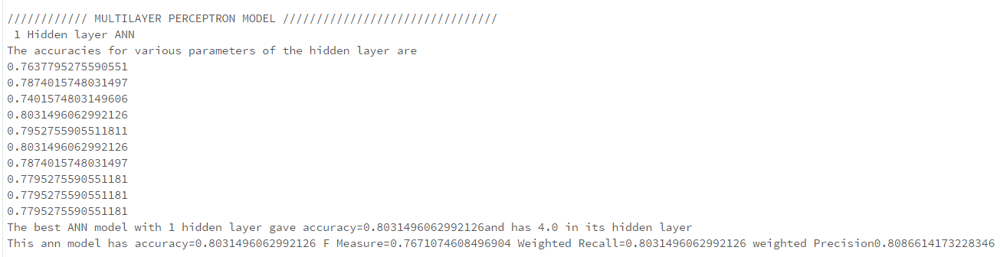 //////////// MULTILAYER PERCEPTRON MODEL ////////////////////////////////
1 Hidden layer ANN
The accuracies for various parameters of the hidden layer are
0.7637795275590551
0.7874015748031497
0.7401574803149606
0.8031496062992126
0.7952755905511811
0.8031496062992126
0.7874015748031497
0.7795275590551181
0.7795275590551181
0.7795275590551181
The best ANN model with 1 hidden layer gave accuracy=0.8031496062992126and has 4.0 in its hidden layer
This ann model has accuracy=0.8031496062992126 F Measure=0.7671074608496904 Weighted Recall=0.8031496062992126 weighted Precision0.8086614173228346